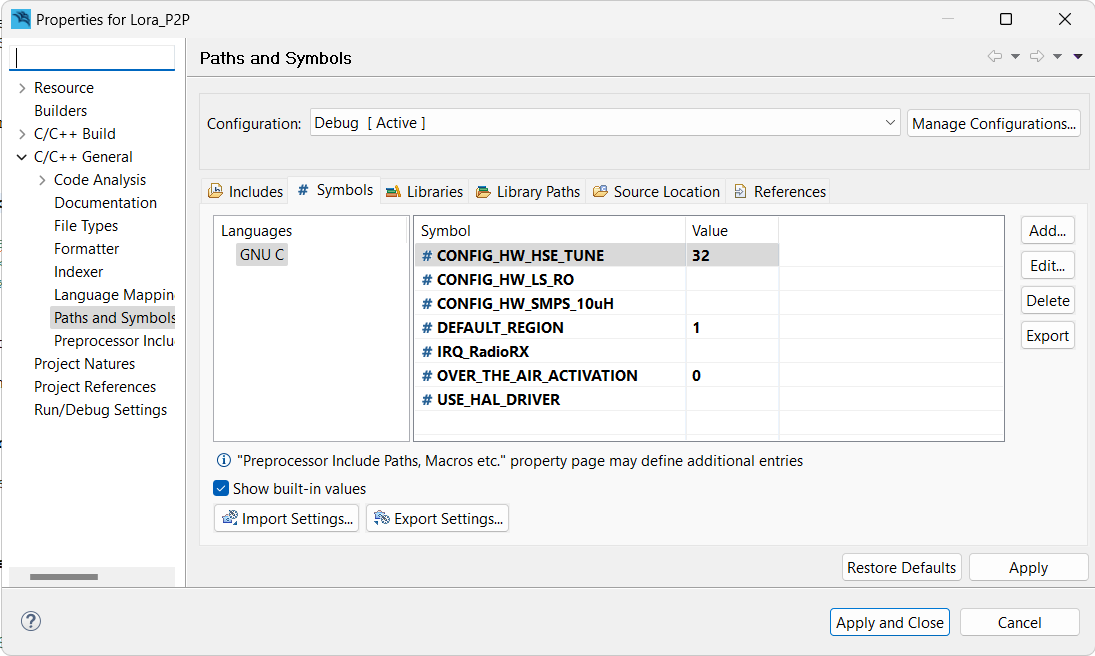 Properties for Lora_P2P
Resource
Builders
C/C++ Build
C/C++ General
Code Analysis
Documentation
File Types
Formatter
Indexer
Language Mappin
Paths and Symbols
Preprocessor Inclu
Project Natures
Project References
Run/Debug Settings
Paths and Symbols
Configuration: Debug [ Active ] Manage Configurations...
Includes # Symbols Libraries Library Paths Source Location References
Languages
GNU C
Symbol Value
# CONFIG_HW_HSE_TUNE 32
# CONFIG_HW_LS_RO
# CONFIG_HW_SMPS_10uH
# DEFAULT_REGION 1
# IRQ_RadioRX
# OVER_THE_AIR_ACTIVATION 0
# USE_HAL_DRIVER
Add...
Edit...
Delete
Export
"Preprocessor Include Paths, Macros etc." property page may define additional entries
Show built-in values
Import Settings... Export Settings...
Restore Defaults Apply
? Apply and Close Cancel